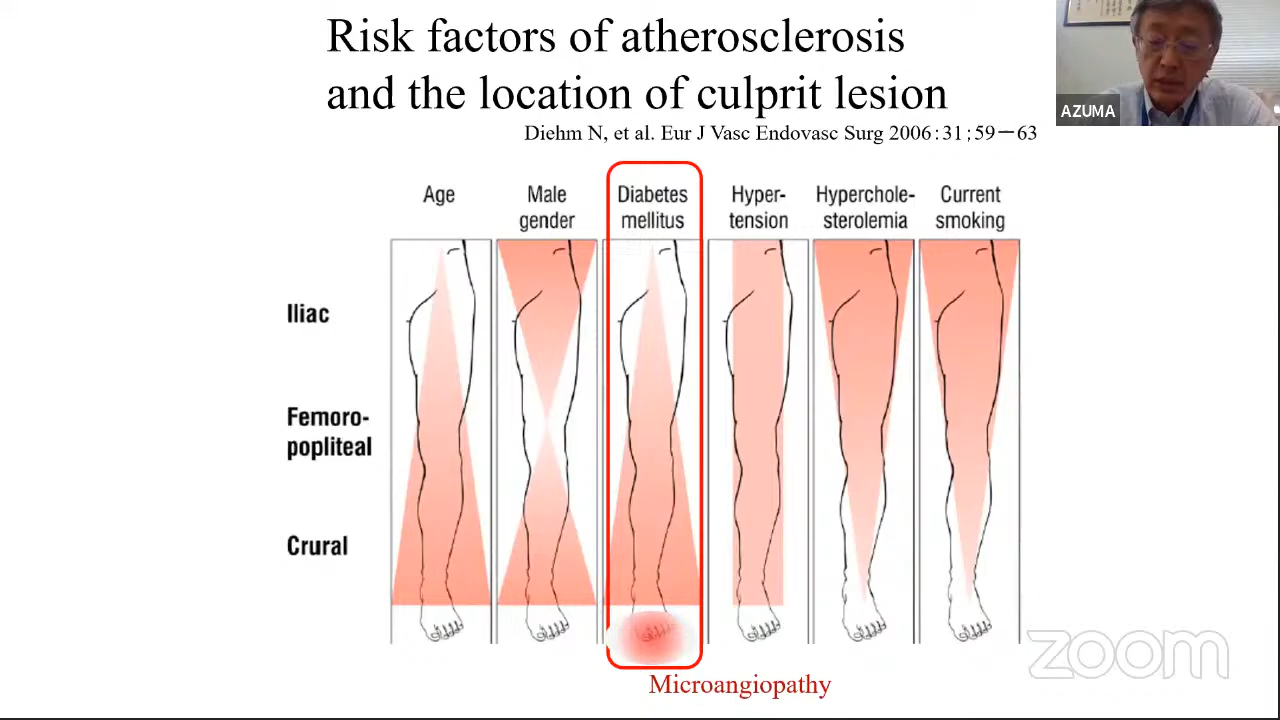 Risk factors of atherosclerosis
and the location of culprit lesion
AZUMA
Diehm N, et al. Eur J Vasc Endovasc Surg 2006:31;59−63
Age
Male
gender
Diabetes
mellitus
Hyper-
tension
Hyperchole-
sterolemia
Current
smoking
Iliac
Femoro-
popliteal
Crural
zoom
Microangiopathy